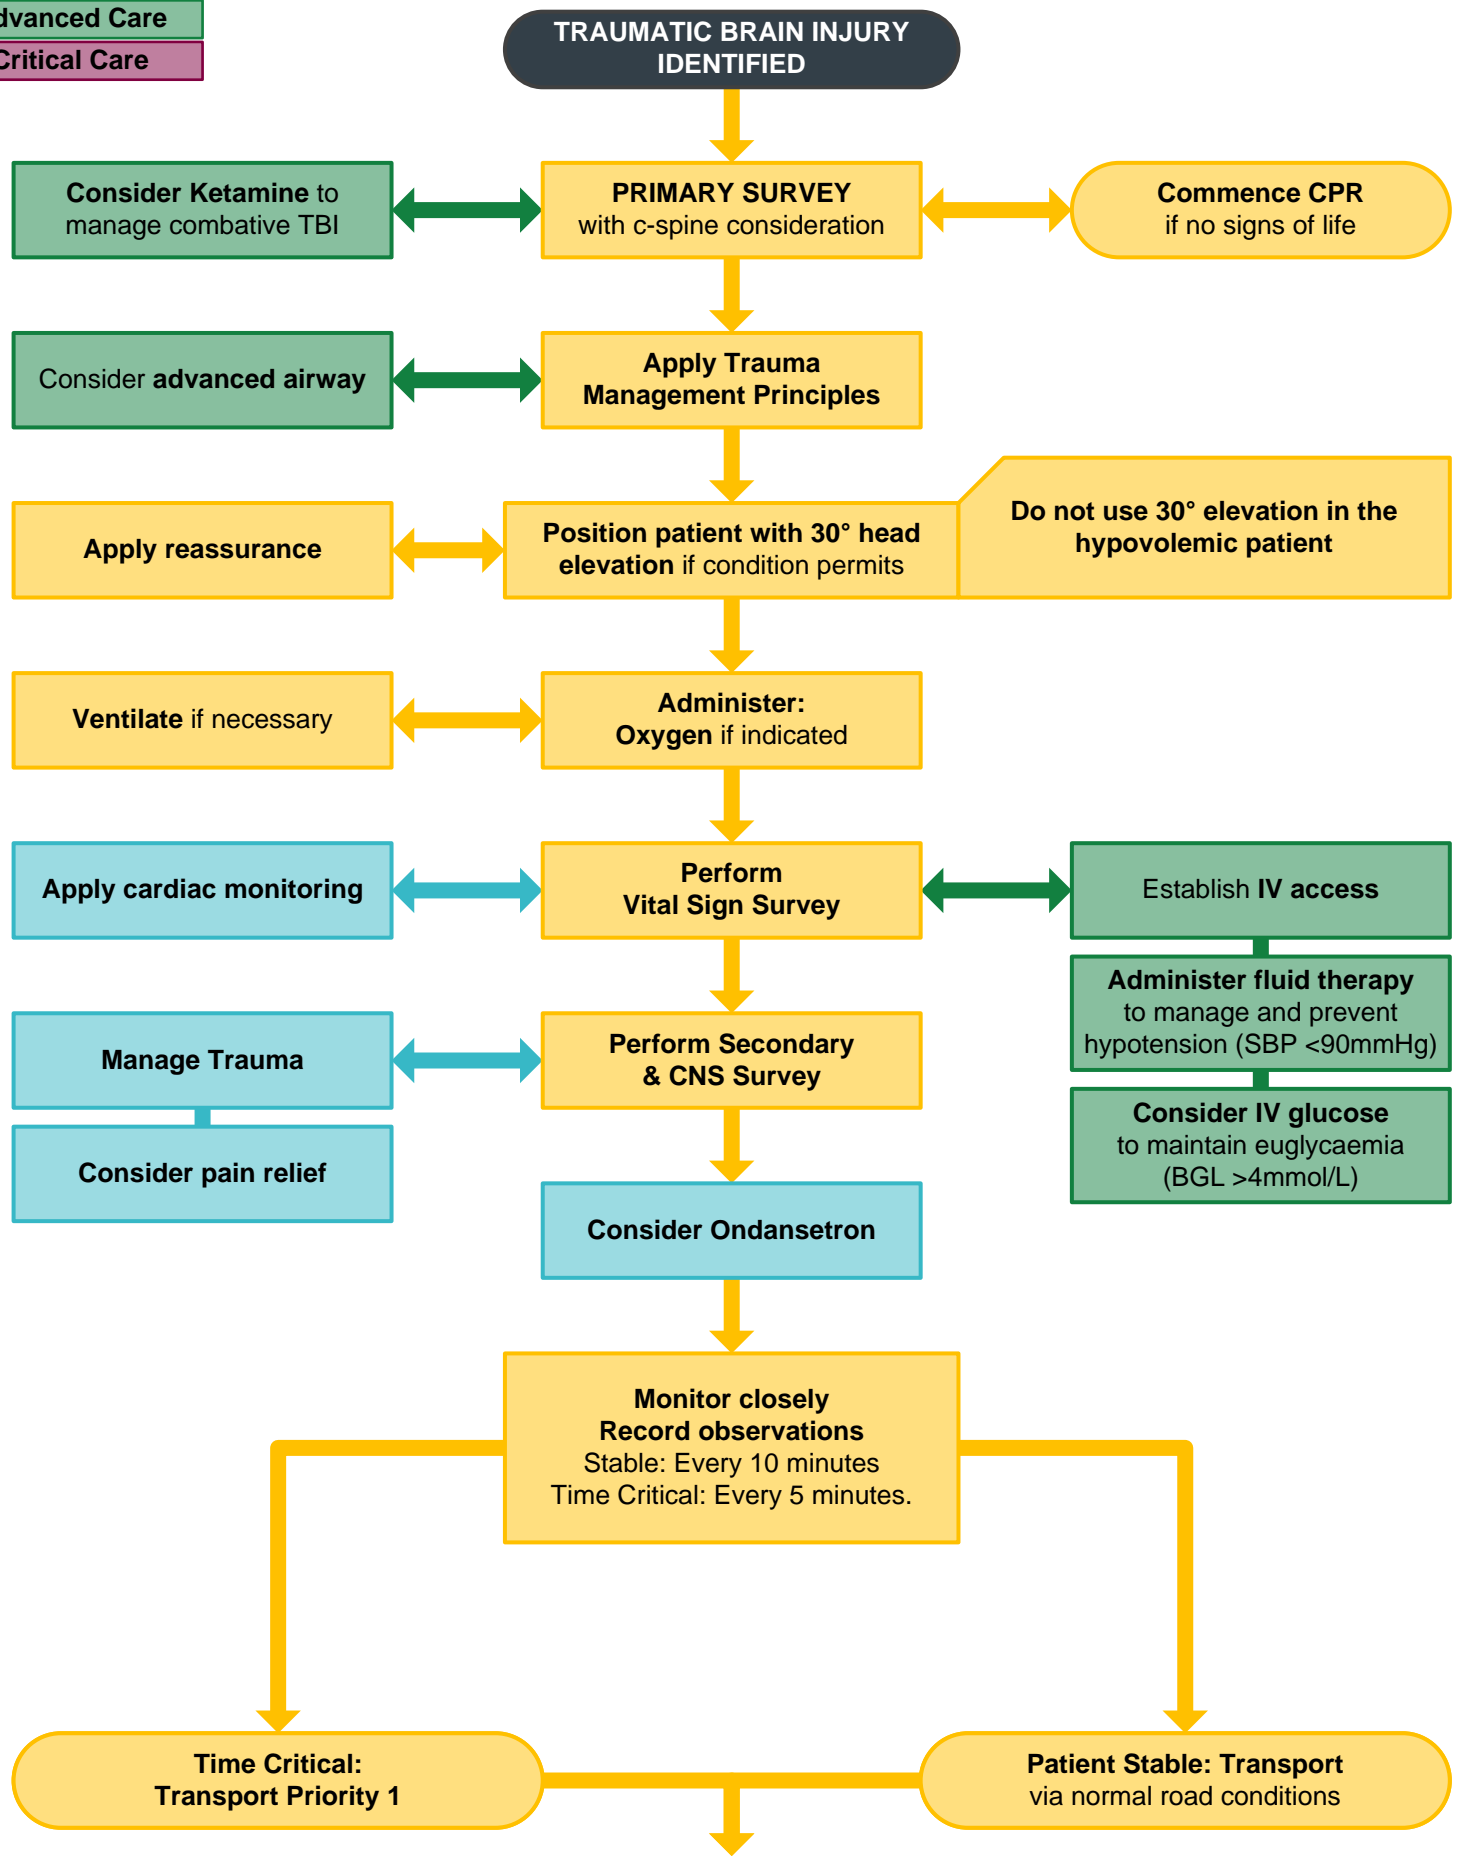 Advanced Care
Critical Care
TRAUMATIC BRAIN INJURY
IDENTIFIED
Consider Ketamine to
manage combative TBI
PRIMARY SURVEY
with c-spine consideration
Commence CPR
if no signs of life
Consider advanced airway
Apply Trauma
Management Principles
Apply reassurance
Position patient with 30° head
elevation if condition permits
Do not use 30° elevation in the
hypovolemic patient
Ventilate if necessary
Administer:
Oxygen if indicated
Apply cardiac monitoring
Perform
Vital Sign Survey
Establish IV access
Administer fluid therapy
to manage and prevent
hypotension (SBP <90mmHg)
Manage Trauma
Perform Secondary
& CNS Survey
Consider IV glucose
to maintain euglycaemia
(BGL >4mmol/L)
Consider pain relief
Consider Ondansetron
Monitor closely
Record observations
Stable: Every 10 minutes
Time Critical: Every 5 minutes.
Time Critical:
Transport Priority 1
Patient Stable: Transport
via normal road conditions